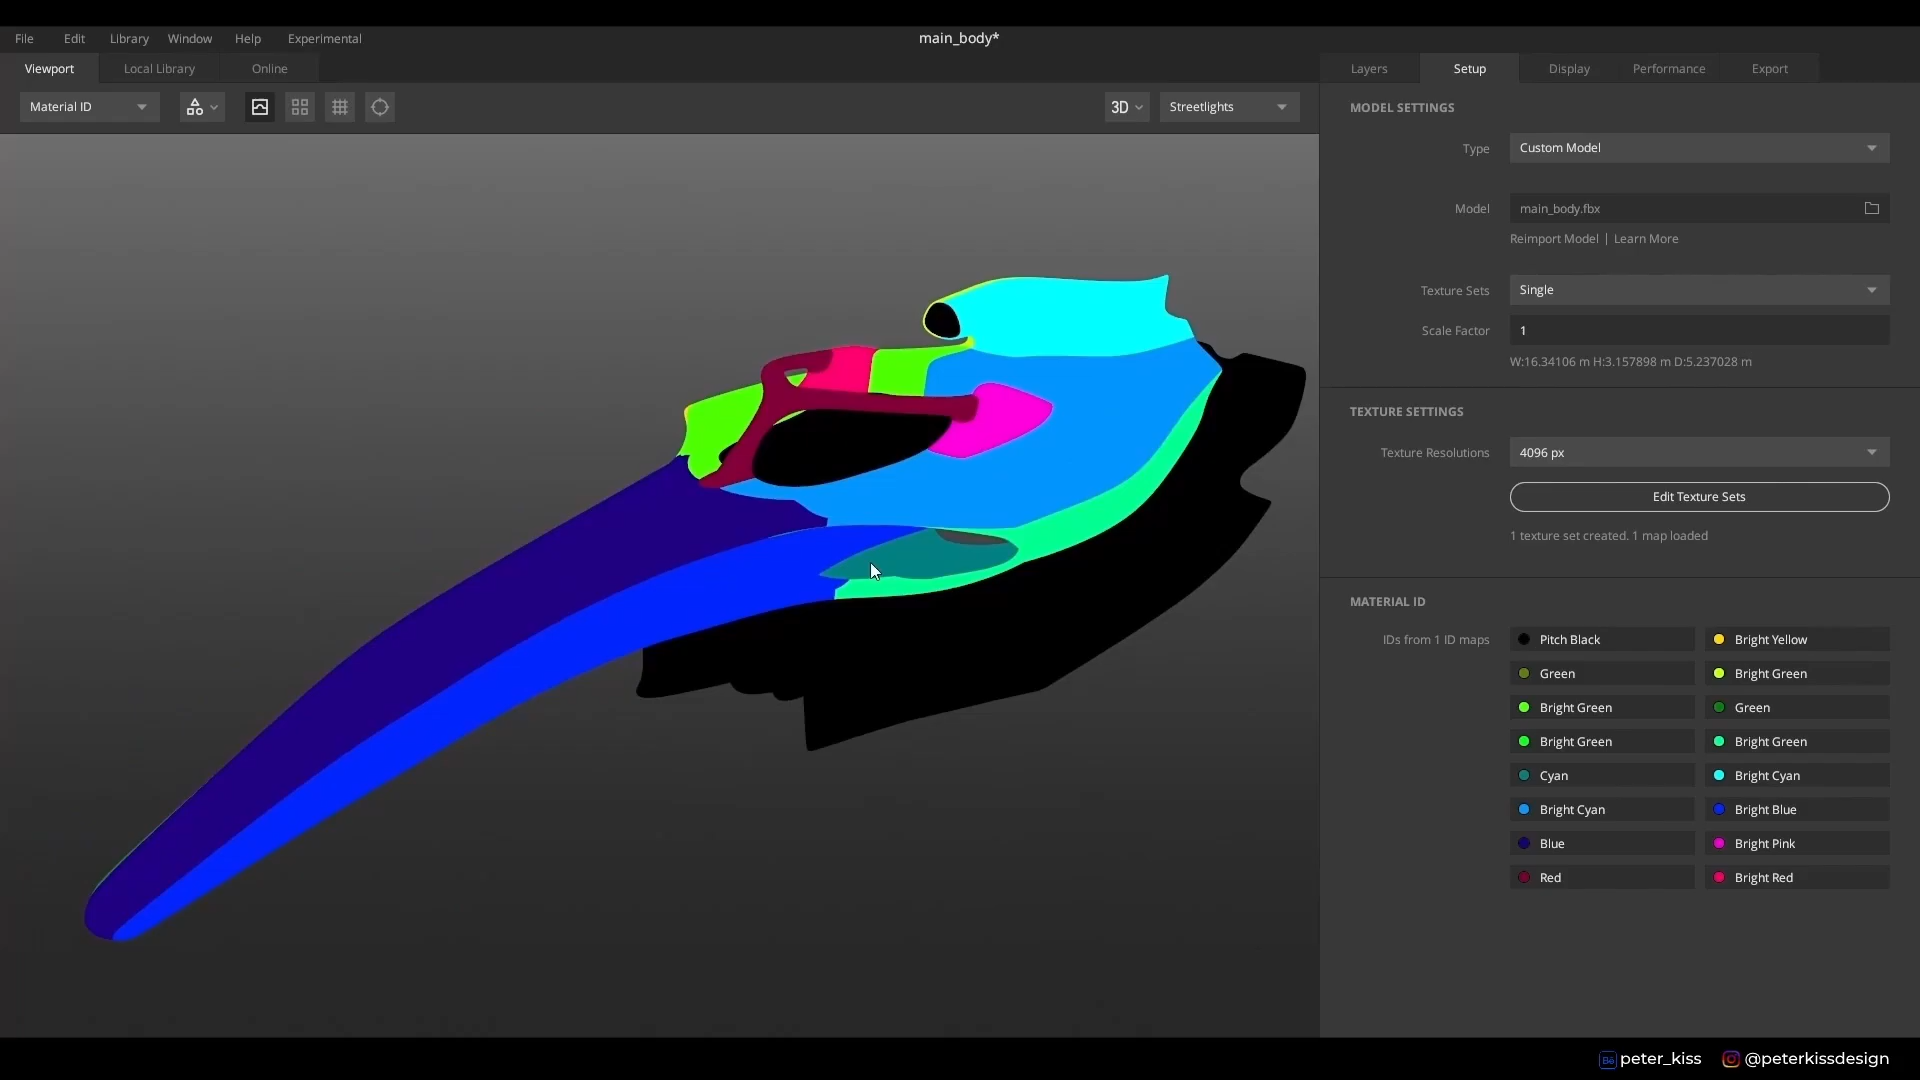 File Edit Library Window Help Experimental main_body*
Viewport Local Library Online
Layers Setup Display Performance Export
Material ID
3D Streetlights
MODEL SETTINGS
Type Custom Model
Model main_body.fbx
Reimport Model | Learn More
Texture Sets Single
Scale Factor 1
W:16.34106 m H:3.157898 m D:5.237028 m
TEXTURE SETTINGS
Texture Resolutions 4096 px
Edit Texture Sets
1 texture set created. 1 map loaded
MATERIAL ID
IDs from 1 ID maps Pitch Black Bright Yellow
Green Bright Green
Bright Green Green
Bright Green Bright Green
Cyan Bright Cyan
Bright Cyan Bright Blue
Blue Bright Pink
Red Bright Red
Bē peter_kiss @peterkissdesign